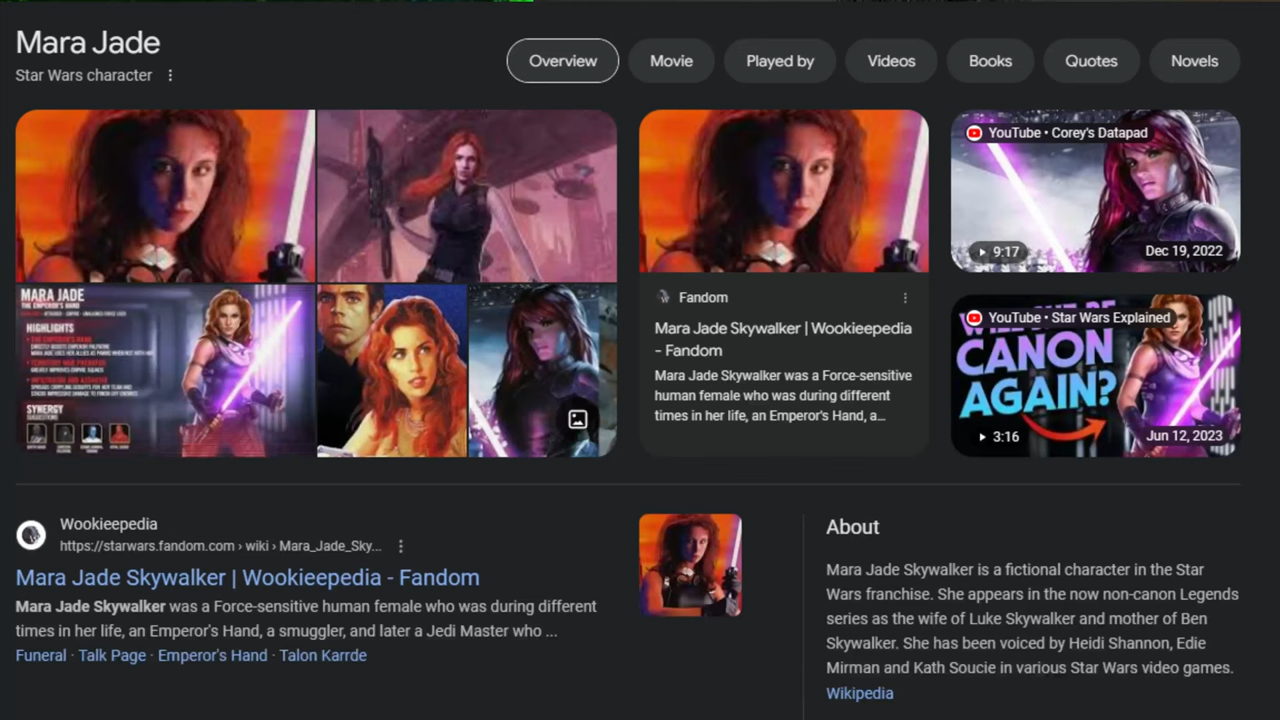 Mara Jade
Star Wars character
Overview
Movie
Played by
Videos
Books
Quotes
Novels
MARA JADE
THE EMPEROR'S HAND
HIGHLIGHTS
SYNERGY
Fandom
Mara Jade Skywalker | Wookieepedia
- Fandom
Mara Jade Skywalker was a Force-sensitive
human female who was during different
times in her life, an Emperor's Hand, a...
YouTube • Corey's Datapad
9:17
Dec 19, 2022
YouTube • Star Wars Explained
CANON
AGAIN?
3:16
Jun 12, 2023
Wookieepedia
https://starwars.fandom.com › wiki › Mara_Jade_Sky...
Mara Jade Skywalker | Wookieepedia - Fandom
Mara Jade Skywalker was a Force-sensitive human female who was during different
times in her life, an Emperor's Hand, a smuggler, and later a Jedi Master who ...
Funeral · Talk Page · Emperor's Hand · Talon Karrde
About
Mara Jade Skywalker is a fictional character in the Star
Wars franchise. She appears in the now non-canon Legends
series as the wife of Luke Skywalker and mother of Ben
Skywalker. She has been voiced by Heidi Shannon, Edie
Mirman and Kath Soucie in various Star Wars video games.
Wikipedia